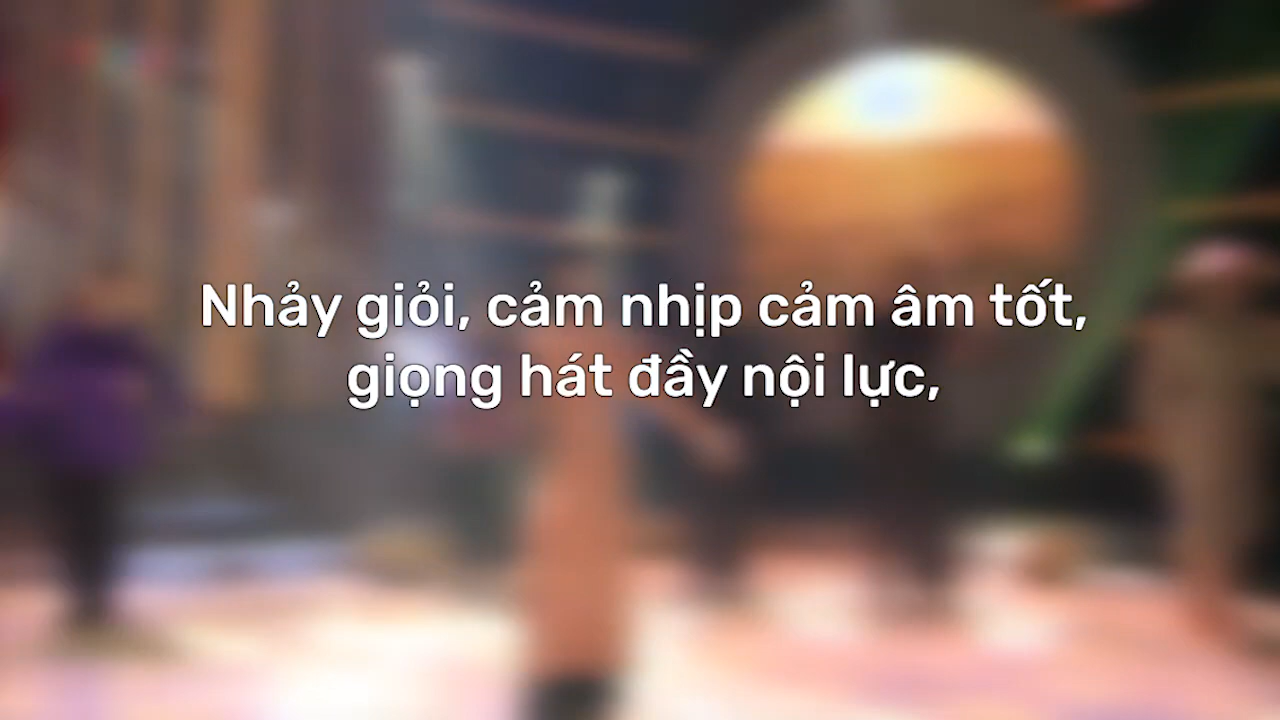 Nhảy giỏi, cảm nhịp cảm âm tốt,
giọng hát đầy nội lực,